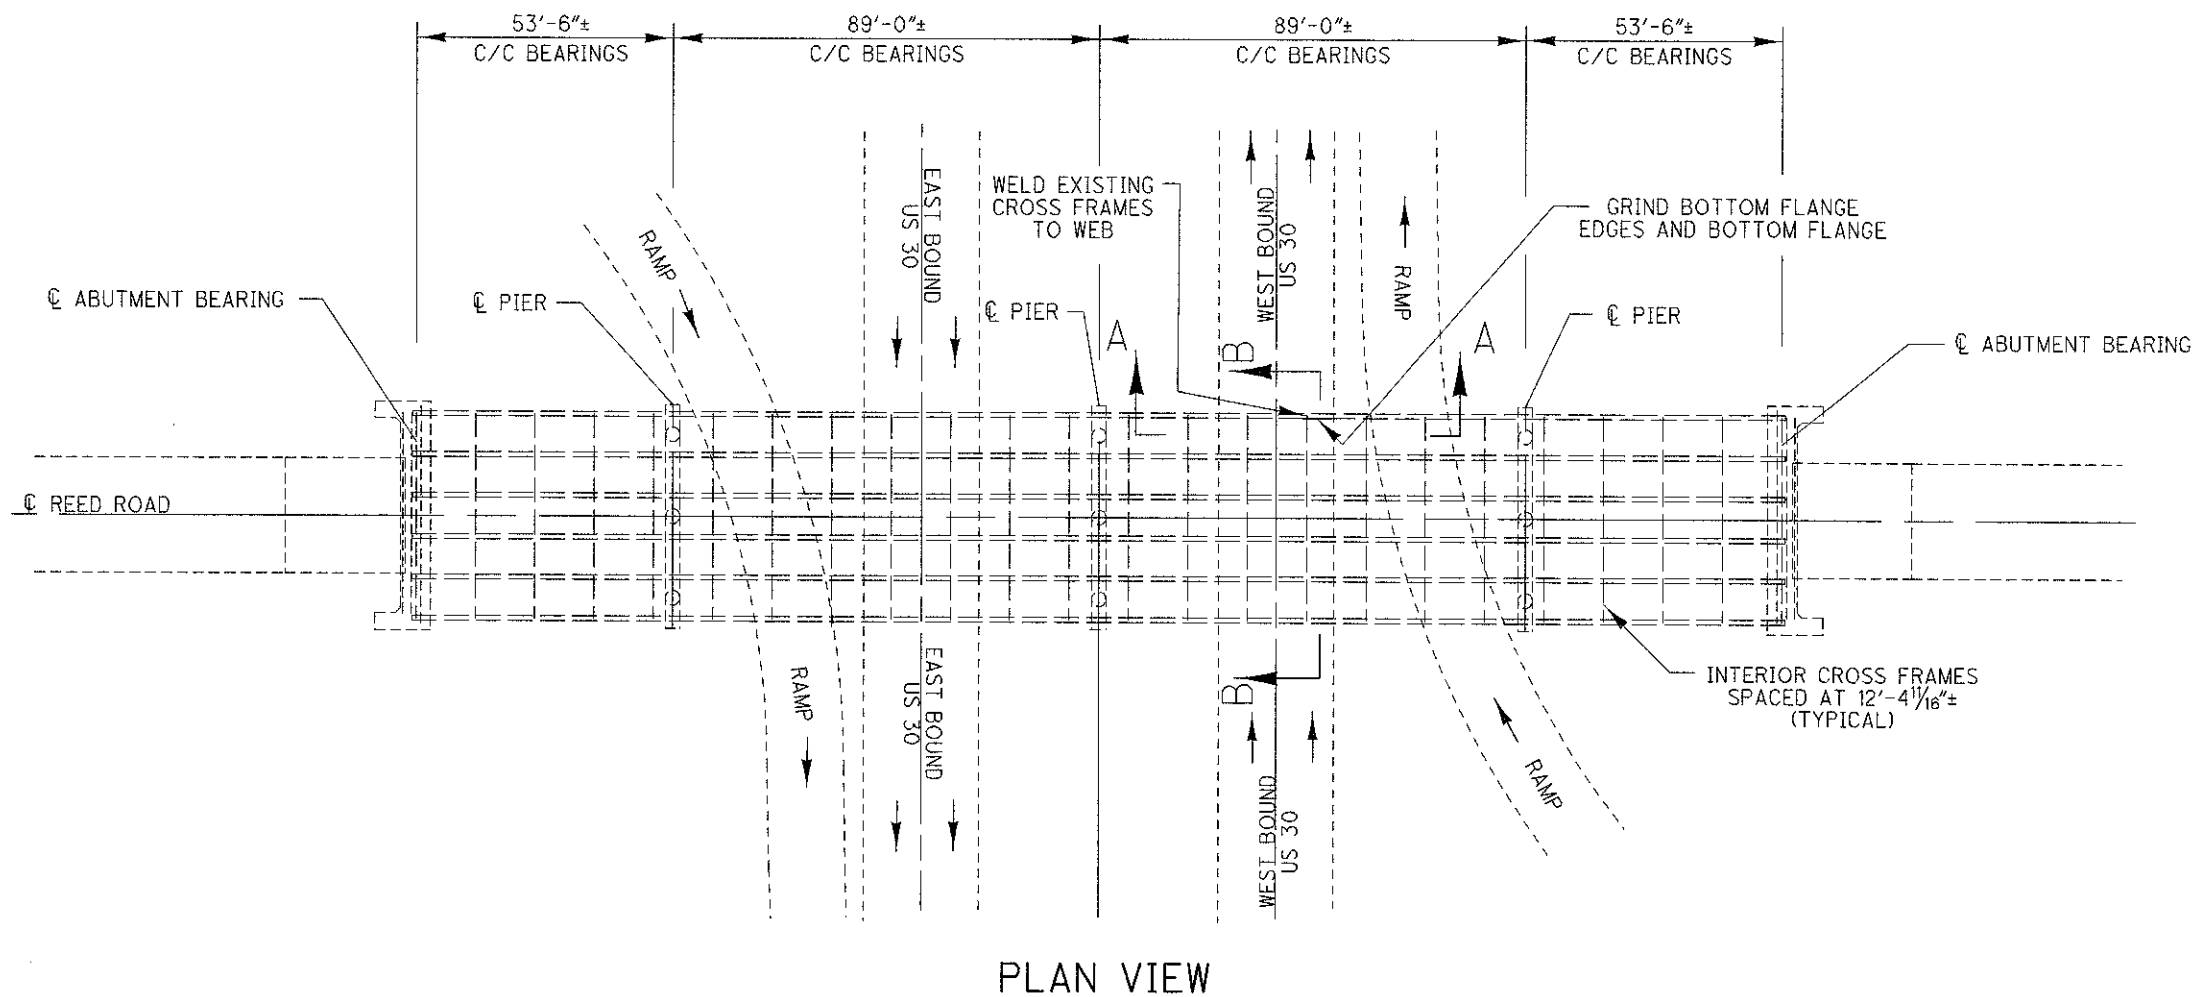 53'-6"±
C/C BEARINGS
89'-0"±
C/C BEARINGS
89'-0"±
C/C BEARINGS
53'-6"±
C/C BEARINGS
WELD EXISTING
CROSS FRAMES
TO WEB
GRIND BOTTOM FLANGE
EDGES AND BOTTOM FLANGE
EAST BOUND
US 30
WEST BOUND
US 30
RAMP
RAMP
℄ ABUTMENT BEARING
℄ PIER
℄ PIER
℄ PIER
℄ ABUTMENT BEARING
A
B
A
℄ REED ROAD
RAMP
EAST BOUND
US 30
B
INTERIOR CROSS FRAMES
SPACED AT 12'-4 11/16"±
(TYPICAL)
RAMP
WEST BOUND
US 30
PLAN VIEW